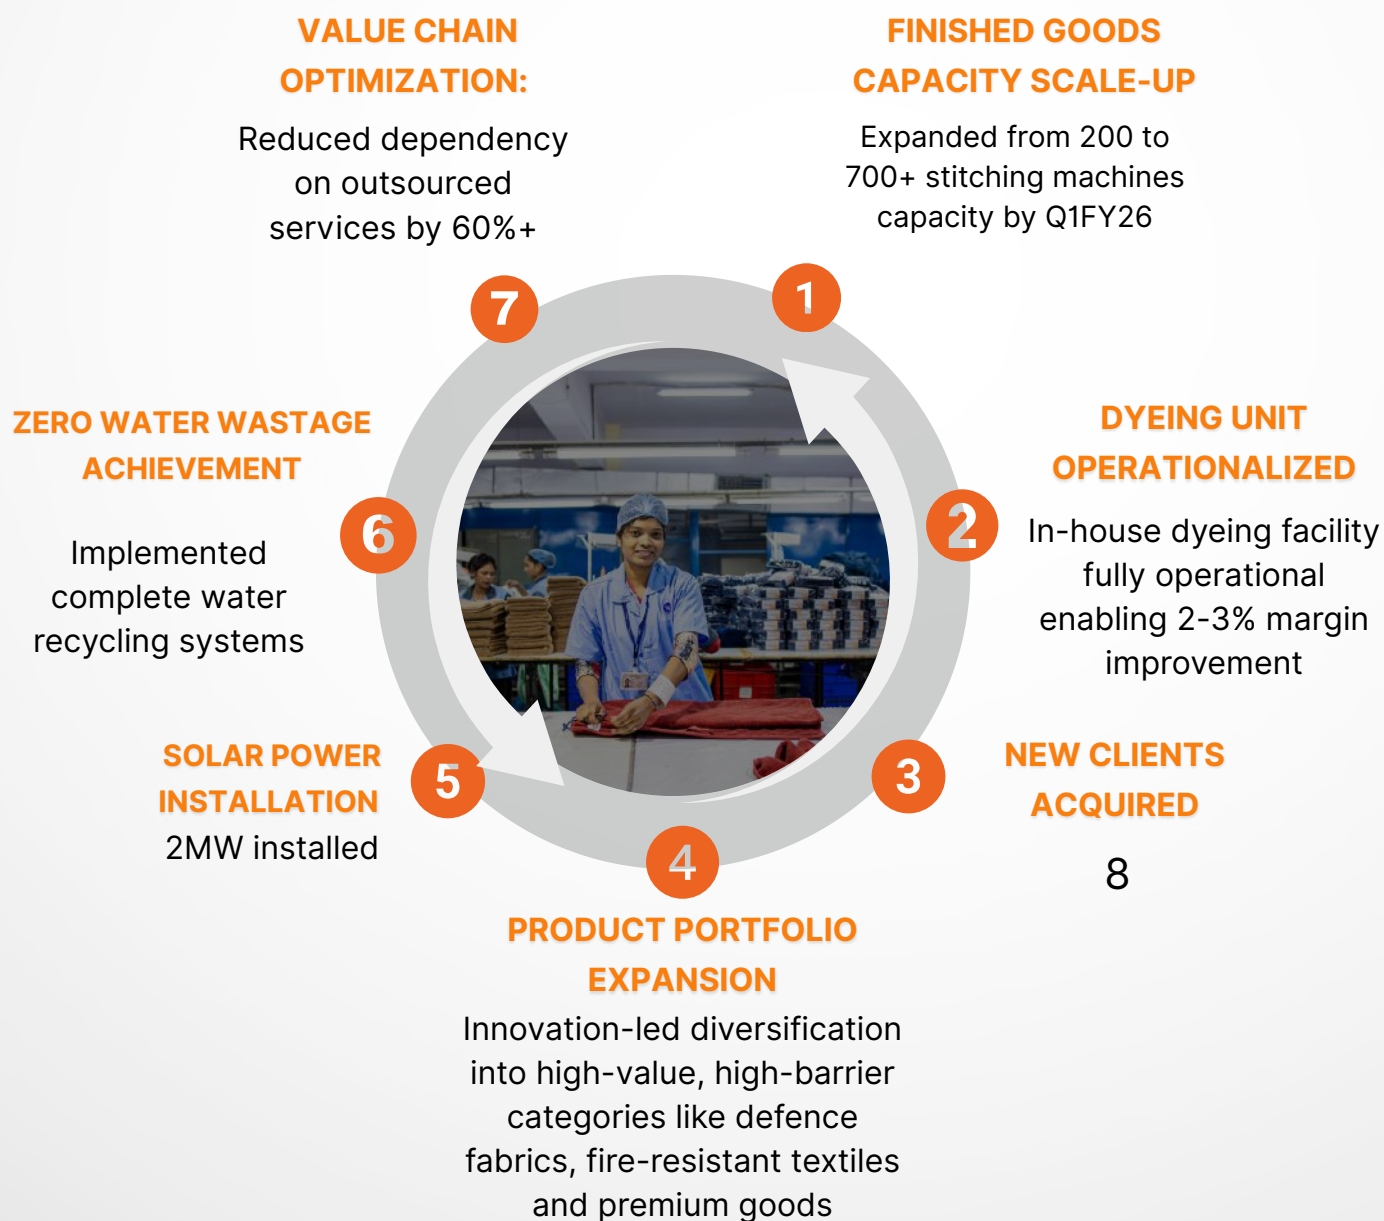 VALUE CHAIN
OPTIMIZATION:
Reduced dependency
on outsourced
services by 60%+
FINISHED GOODS
CAPACITY SCALE-UP
Expanded from 200 to
700+ stitching machines
capacity by Q1FY26
7
1
ZERO WATER WASTAGE
ACHIEVEMENT
Implemented
complete water
recycling systems
6
2
DYEING UNIT
OPERATIONALIZED
In-house dyeing facility
fully operational
enabling 2-3% margin
improvement
SOLAR POWER
INSTALLATION
2MW installed
5
3
NEW CLIENTS
ACQUIRED
8
4
PRODUCT PORTFOLIO
EXPANSION
Innovation-led diversification
into high-value, high-barrier
categories like defence
fabrics, fire-resistant textiles
and premium goods